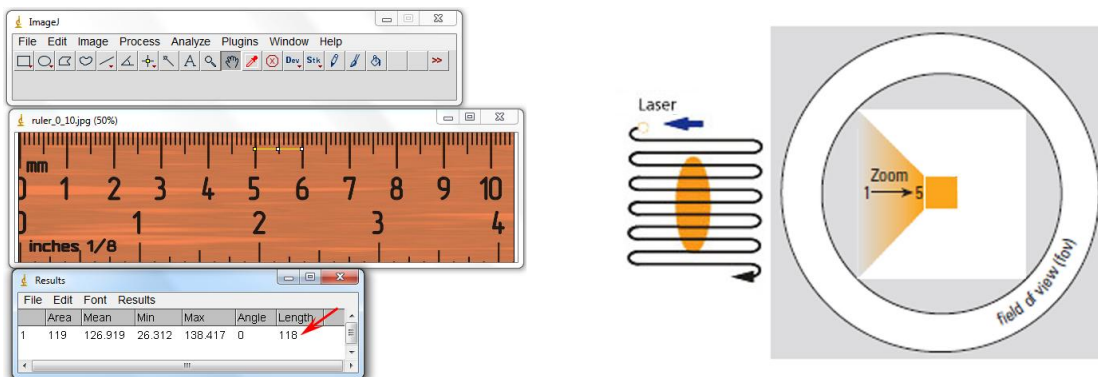 ImageJ
File Edit Image Process Analyze Plugins Window Help
A Dev Stk >>
ruler_0_10.jpg (50%)
mm
0 1 2 3 4 5 6 7 8 9 10
0 1 2 3 4
inches, 1/8
Results
File Edit Font Results
Area Mean Min Max Angle Length
1 119 126.919 26.312 138.417 0 118
Laser
Zoom
1 5
field of view (fov)